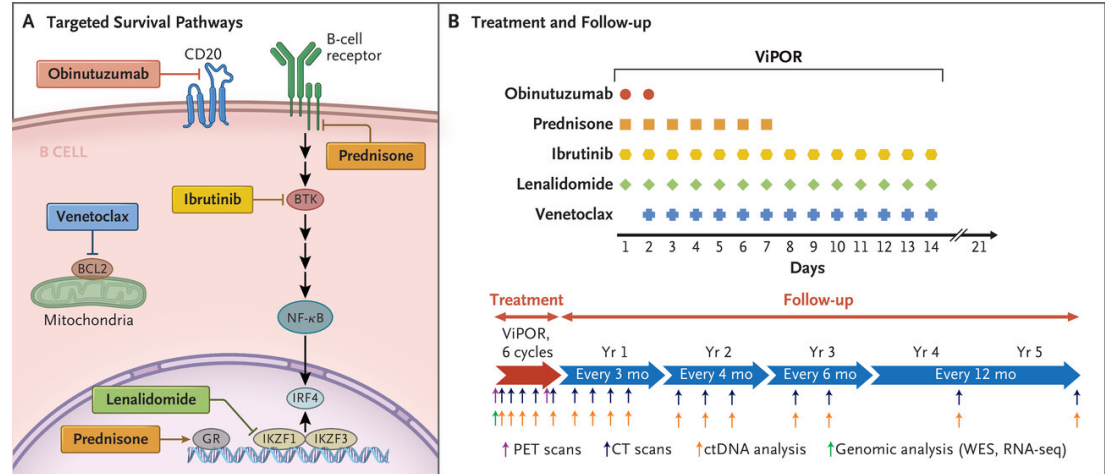 A Targeted Survival Pathways
CD20
B-cell
receptor
Obinutuzumab
B CELL
Prednisone
Ibrutinib
BTK
Venetoclax
BCL2
Mitochondria
NF-κB
Lenalidomide
IRF4
Prednisone
GR
IKZF1
IKZF3
B Treatment and Follow-up
ViPOR
Obinutuzumab
Prednisone
Ibrutinib
Lenalidomide
Venetoclax
1 2 3 4 5 6 7 8 9 10 11 12 13 14 21
Days
Treatment
Follow-up
ViPOR,
6 cycles
Yr 1
Yr 2
Yr 3
Yr 4
Yr 5
Every 3 mo
Every 4 mo
Every 6 mo
Every 12 mo
PET scans
CT scans
ctDNA analysis
Genomic analysis (WES, RNA-seq)